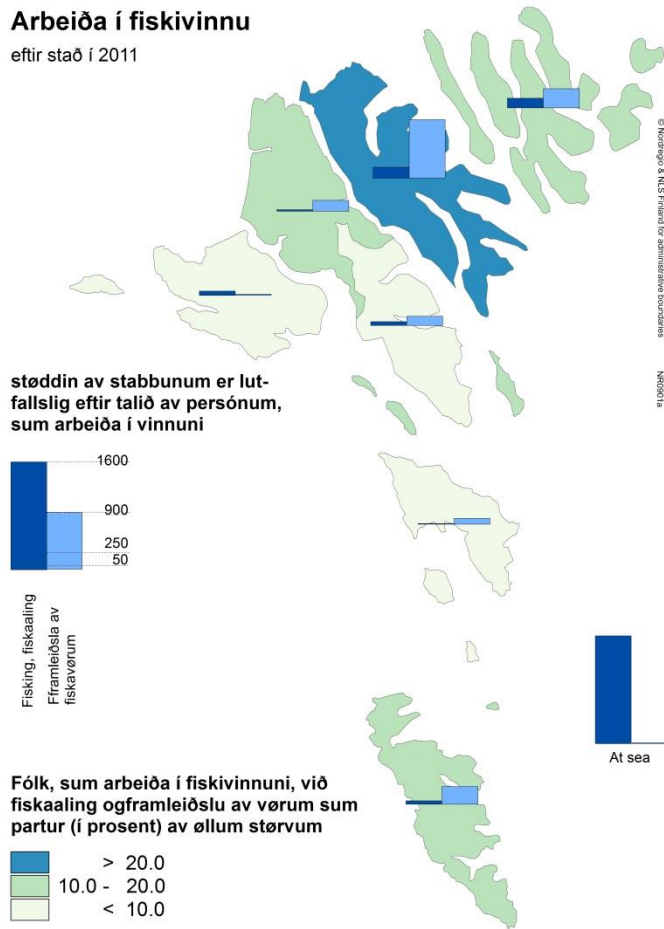 Arbeiða í fiskivinnu
eftir stað í 2011
© Nordregio & NLS Finland for administrative boundaries
NR0901a
støddin av stabbunum er lut-
fallslig eftir talið av persónum,
sum arbeiða í vinnuni
1600
900
250
50
Fisking, fiskaaling
Fframleiðsla av
fiskavørum
At sea
Fólk, sum arbeiða í fiskivinnuni, við
fiskaaling ogframleiðslu av vørum sum
partur (í prosent) av øllum størvum
> 20.0
10.0 - 20.0
< 10.0